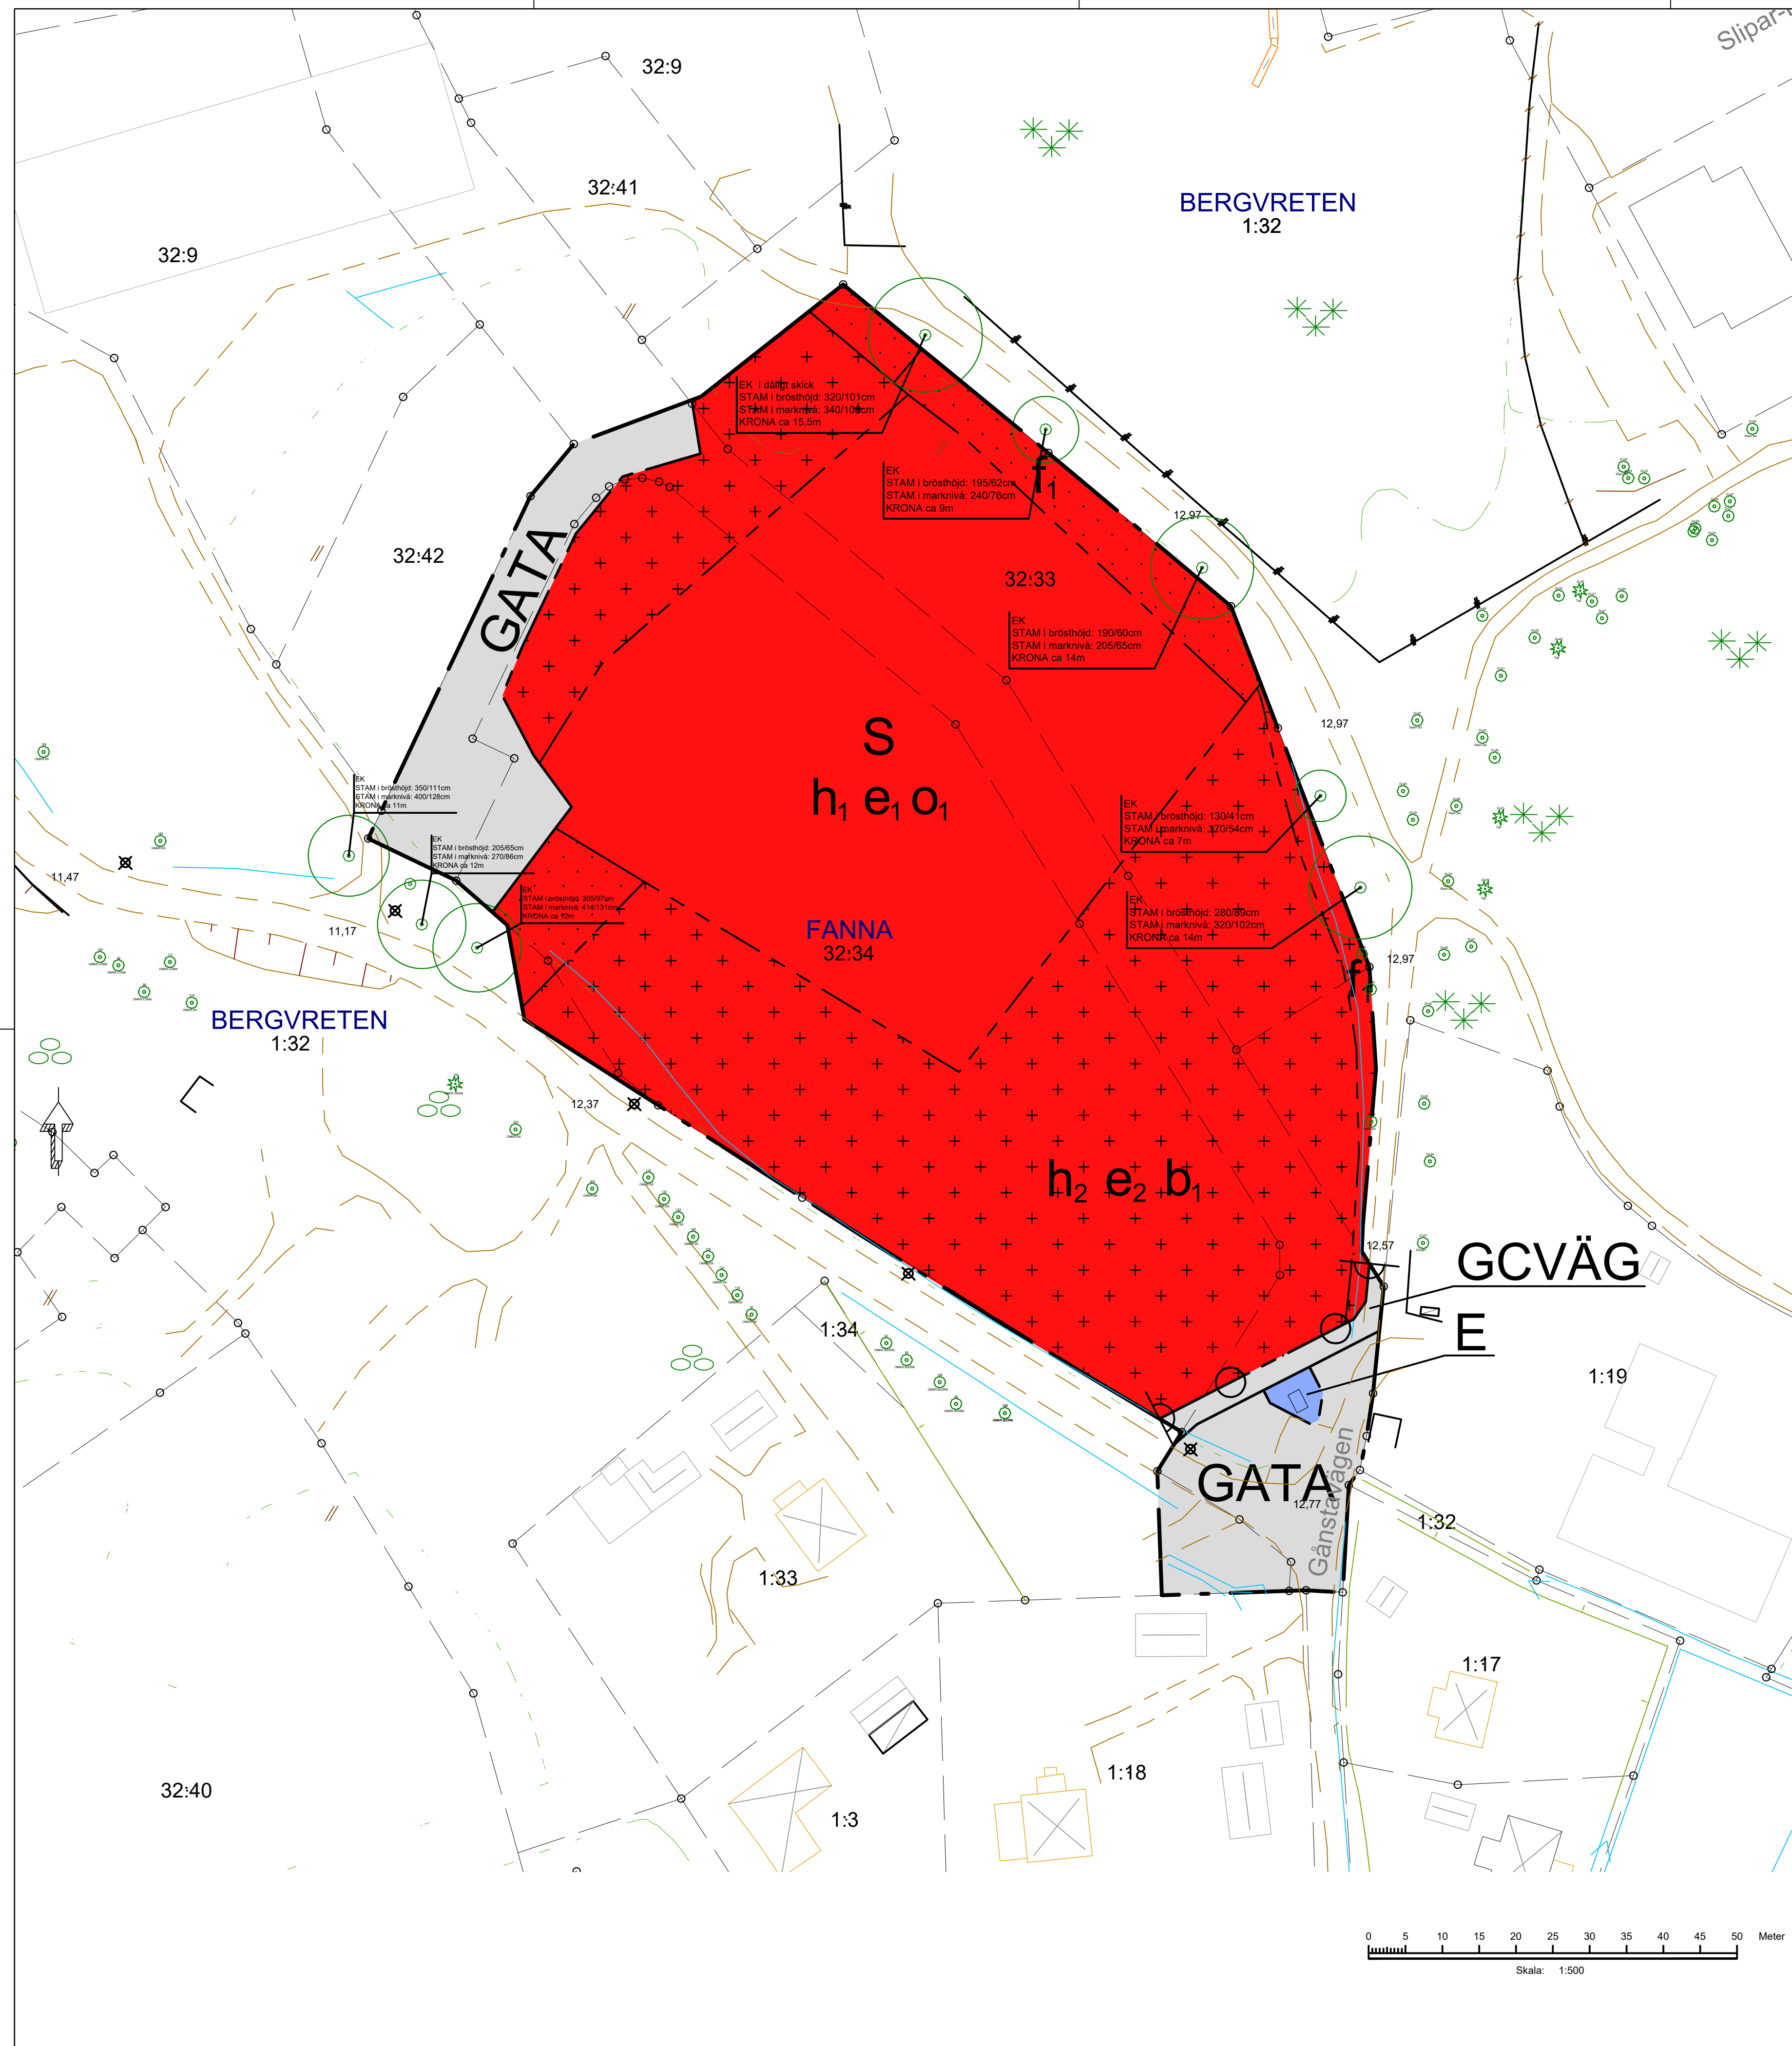 32:9
32:41
BERGVRETEN
1:32
32:9
EK i dåligt skick
STAM i brösthöjd: 320/101cm
STAM i marknivå: 340/108cm
KRONA ca 15,5m
EK
STAM i brösthöjd: 195/62cm
STAM i marknivå: 240/76cm
KRONA ca 9m
f1
12,97
32:42
GATA
32:33
EK
STAM i brösthöjd: 190/60cm
STAM i marknivå: 205/65cm
KRONA ca 14m
12,97
S
h1 e1 o1
EK
STAM i brösthöjd: 350/111cm
STAM i marknivå: 400/128cm
KRONA ca 11m
EK
STAM i brösthöjd: 130/41cm
STAM i marknivå: 170/54cm
KRONA ca 7m
EK
STAM i brösthöjd: 205/65cm
STAM i marknivå: 270/86cm
KRONA ca 12m
11,47
EK
STAM i brösthöjd: 305/97cm
STAM i marknivå: 414/131cm
KRONA ca 12m
EK
STAM i brösthöjd: 280/89cm
STAM i marknivå: 320/102cm
KRONA ca 14m
11,17
FANNA
32:34
12,97
BERGVRETEN
1:32
12,37
h2 e2 b1
12,57
GCVÄG
E
1:34
1:19
GATA
12,77
Gånstavägen
1:32
1:33
1:17
1:18
32:40
1:3
0 5 10 15 20 25 30 35 40 45 50 Meter
Skala: 1:500